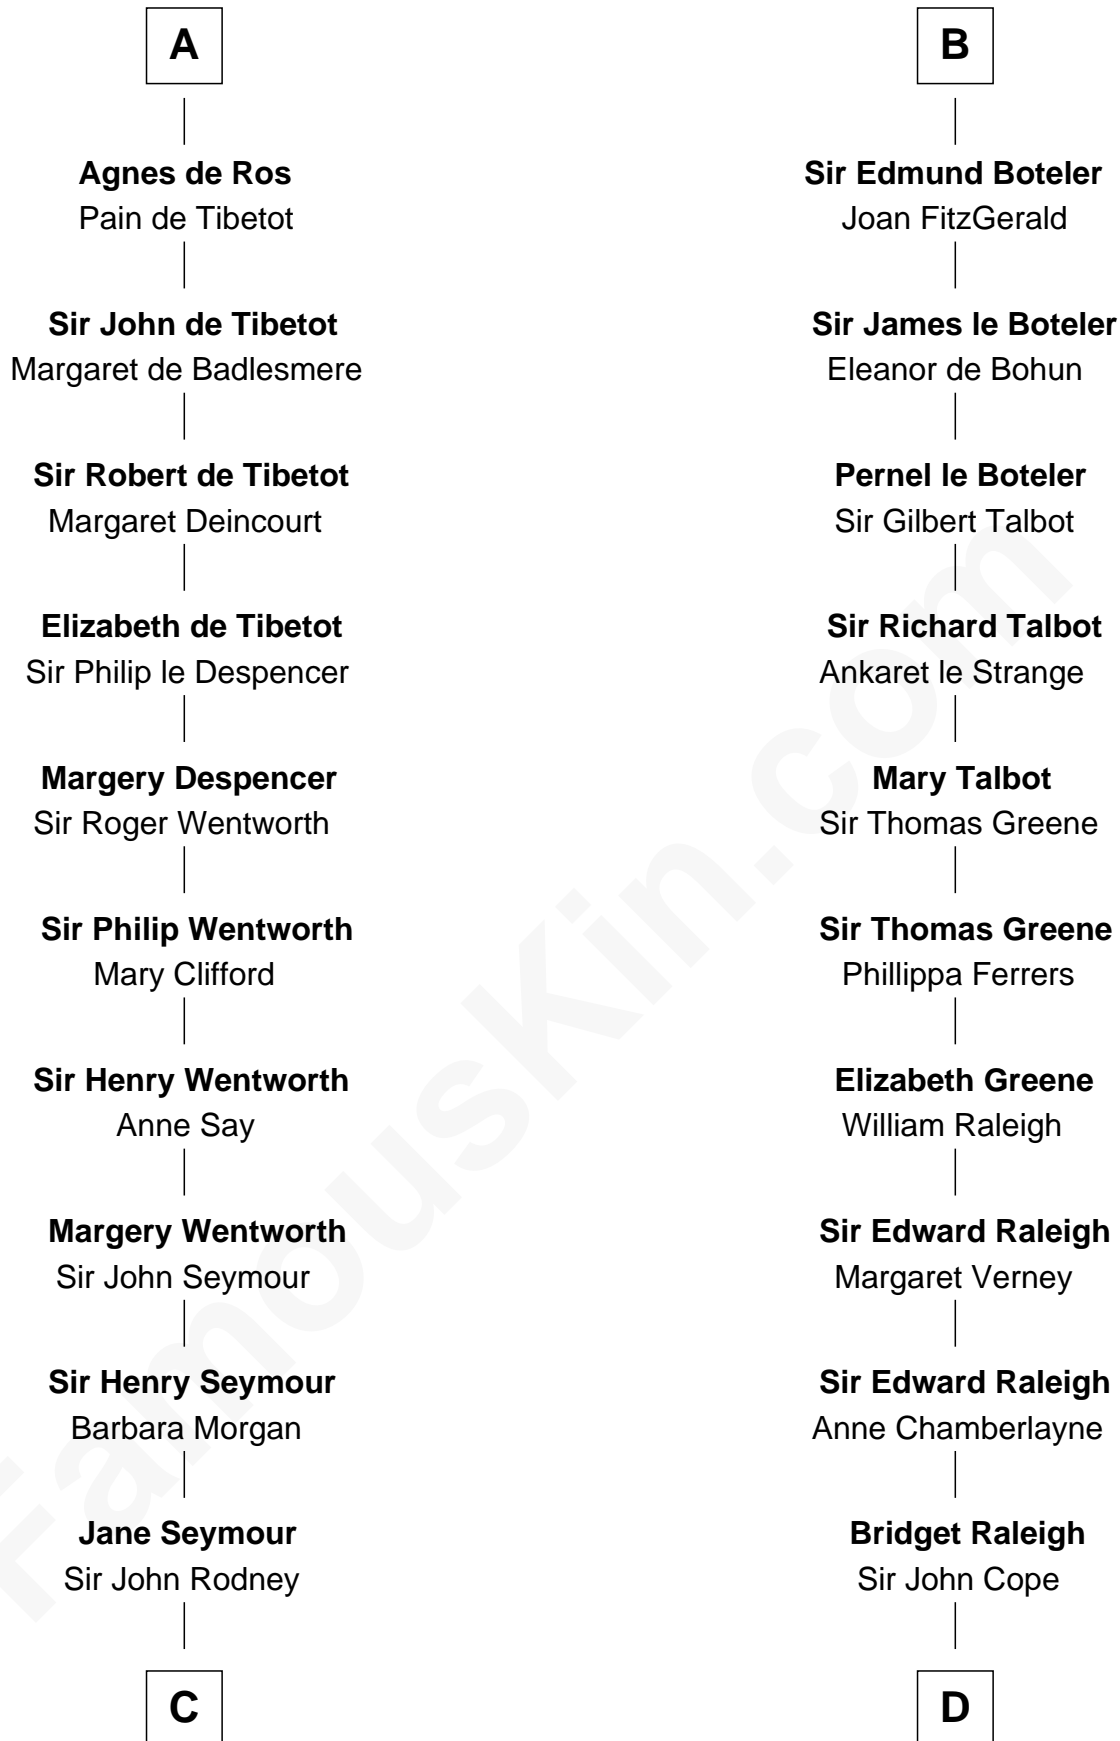 A
Agnes de Ros
Pain de Tibetot
Sir John de Tibetot
Margaret de Badlesmere
Sir Robert de Tibetot
Margaret Deincourt
Elizabeth de Tibetot
Sir Philip le Despencer
Margery Despencer
Sir Roger Wentworth
Sir Philip Wentworth
Mary Clifford
Sir Henry Wentworth
Anne Say
Margery Wentworth
Sir John Seymour
Sir Henry Seymour
Barbara Morgan
Jane Seymour
Sir John Rodney
C
B
Sir Edmund Boteler
Joan FitzGerald
Sir James le Boteler
Eleanor de Bohun
Pernel le Boteler
Sir Gilbert Talbot
Sir Richard Talbot
Ankaret le Strange
Mary Talbot
Sir Thomas Greene
Sir Thomas Greene
Phillippa Ferrers
Elizabeth Greene
William Raleigh
Sir Edward Raleigh
Margaret Verney
Sir Edward Raleigh
Anne Chamberlayne
Bridget Raleigh
Sir John Cope
D
FamousKin.com